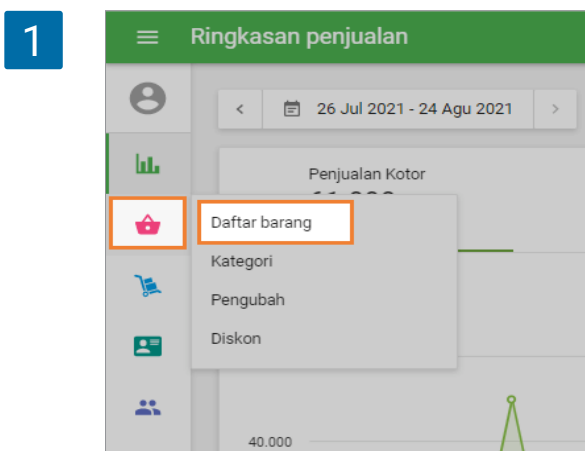 1
Ringkasan penjualan
26 Jul 2021 - 24 Agu 2021
Penjualan Kotor
Daftar barang
Kategori
Pengubah
Diskon
40.000